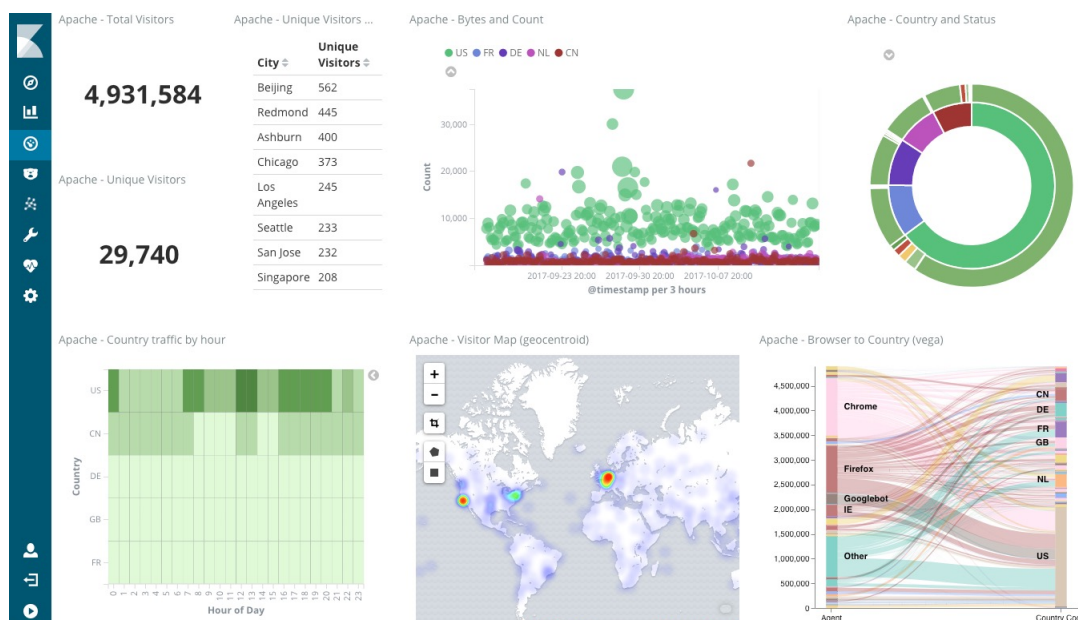 Apache - Total Visitors
4,931,584
Apache - Unique Visitors
29,740
Apache - Unique Visitors ...
City Unique Visitors
Beijing 562
Redmond 445
Ashburn 400
Chicago 373
Los Angeles 245
Seattle 233
San Jose 232
Singapore 208
Apache - Bytes and Count
US FR DE NL CN
30,000
20,000
10,000
Count
2017-09-23 20:00 2017-09-30 20:00 2017-10-07 20:00
@timestamp per 3 hours
Apache - Country and Status
Apache - Country traffic by hour
US
CN
DE
GB
FR
Country
0 1 2 3 4 5 6 7 8 9 10 11 12 13 14 15 16 17 18 19 20 21 22 23
Hour of Day
Apache - Visitor Map (geocentroid)
+
−
Apache - Browser to Country (vega)
4,500,000
4,000,000
3,500,000
3,000,000
2,500,000
2,000,000
1,500,000
1,000,000
500,000
0
Chrome
Firefox
Googlebot
IE
Other
CN
DE
FR
GB
NL
US
Agent
Country